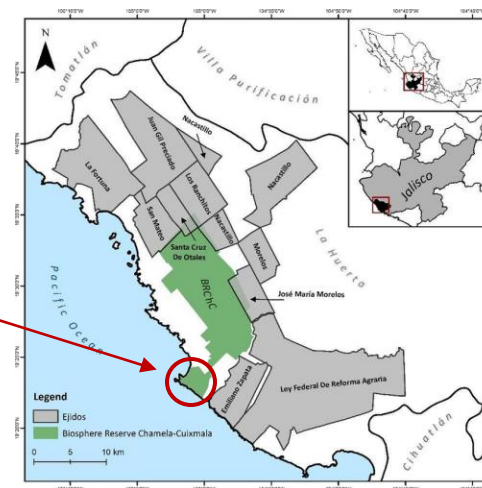 N
Tomatlán
Villa Purificación
Nacastillo
Juan Gil Preciado
La Fortuna
Los Ranchitos
Nacastillo
Nacastillo
San Mateo
Santa Cruz
De Otates
Morelos
La Huerta
Jalisco
BRChC
José María Morelos
Pacific Ocean
Emiliano Zapata
Ley Federal De Reforma Agraria
Cihuatlán
Legend
Ejidos
Biosphere Reserve Chamela-Cuixmala
0 5 10 km